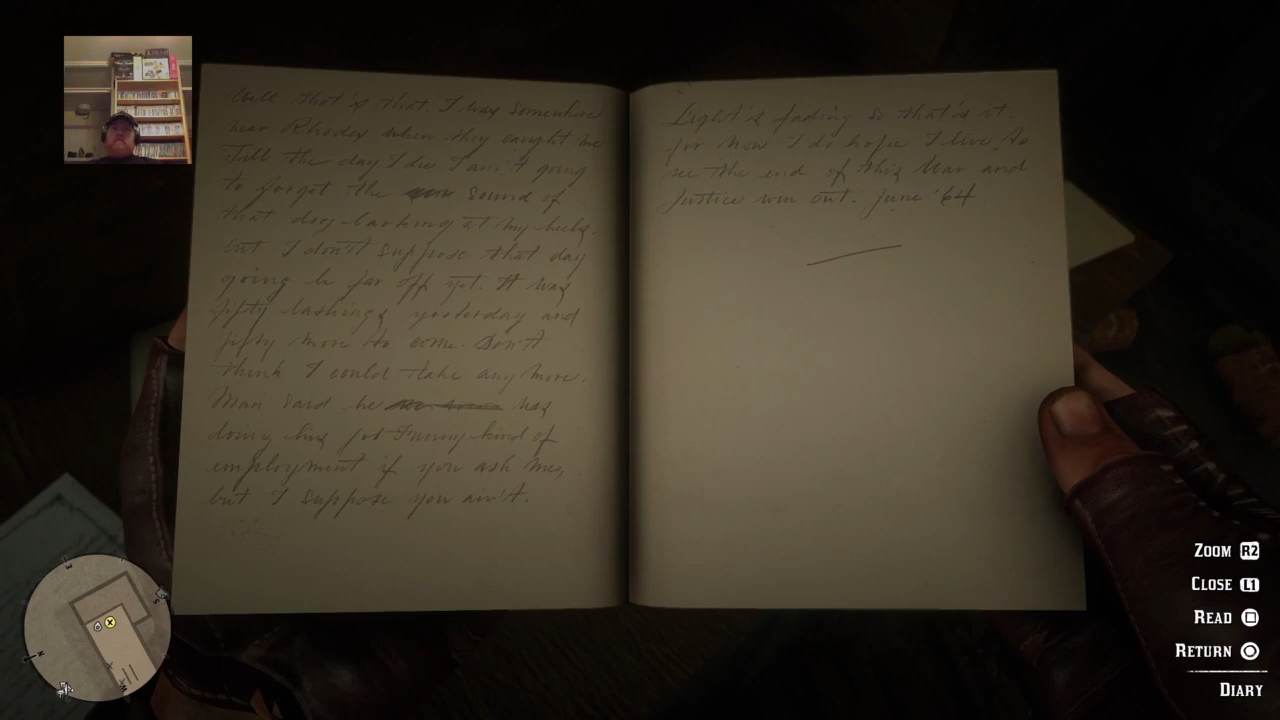 Well that is that. I was somewhere
near Rhodes when they caught me
Till the day I die I ain't going
to forget the sound of
that dog barking at my heels.
but I don't suppose that day
going be far off yet. It was
fifty lashings yesterday and
fifty more to come. Don't
think I could take any more.
Man said he was
doing his job Funny kind of
employment if you ask me,
but I suppose you ain't.
Light is fading so that's it.
for now I do hope I live to
see the end of this War and
Justice win out. June '64
ZOOM R2
CLOSE L1
READ
RETURN
DIARY